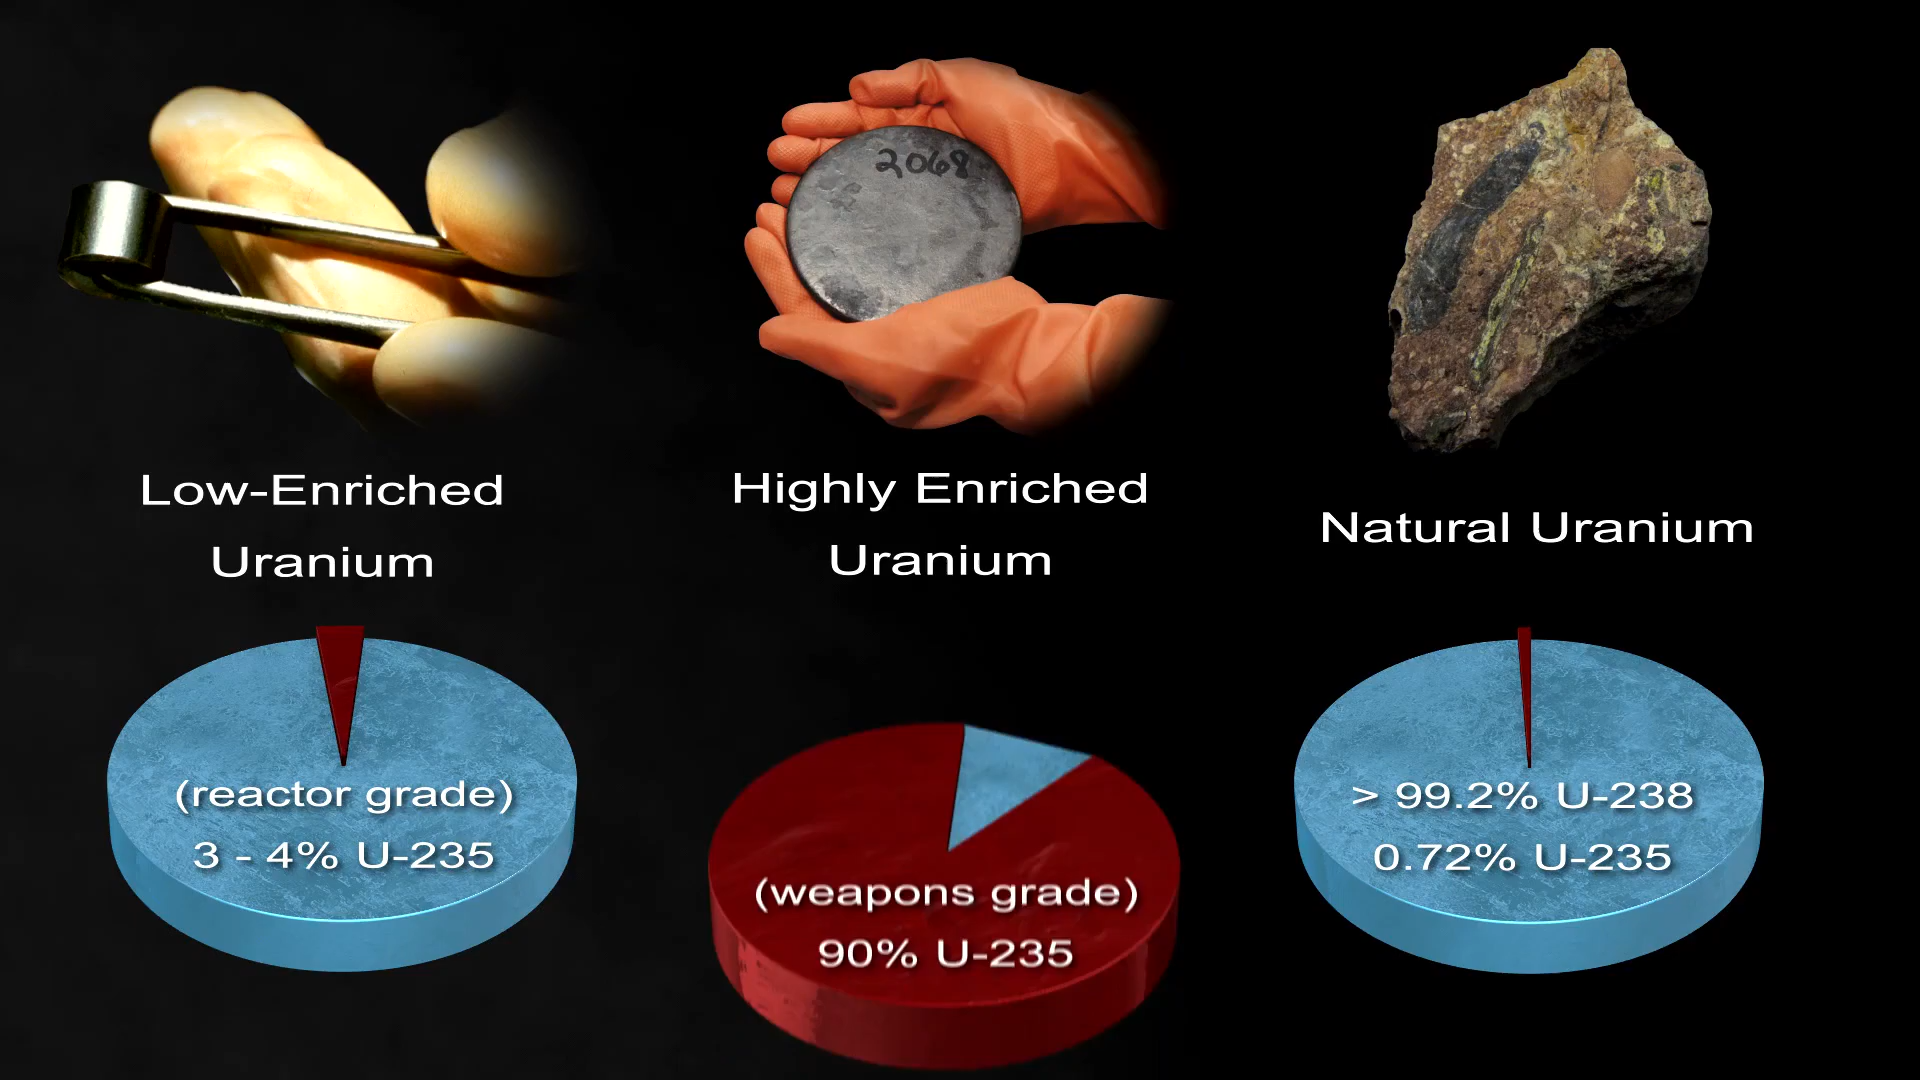 2068
Low-Enriched
Uranium
(reactor grade)
3 - 4% U-235
Highly Enriched
Uranium
(weapons grade)
90% U-235
Natural Uranium
> 99.2% U-238
0.72% U-235